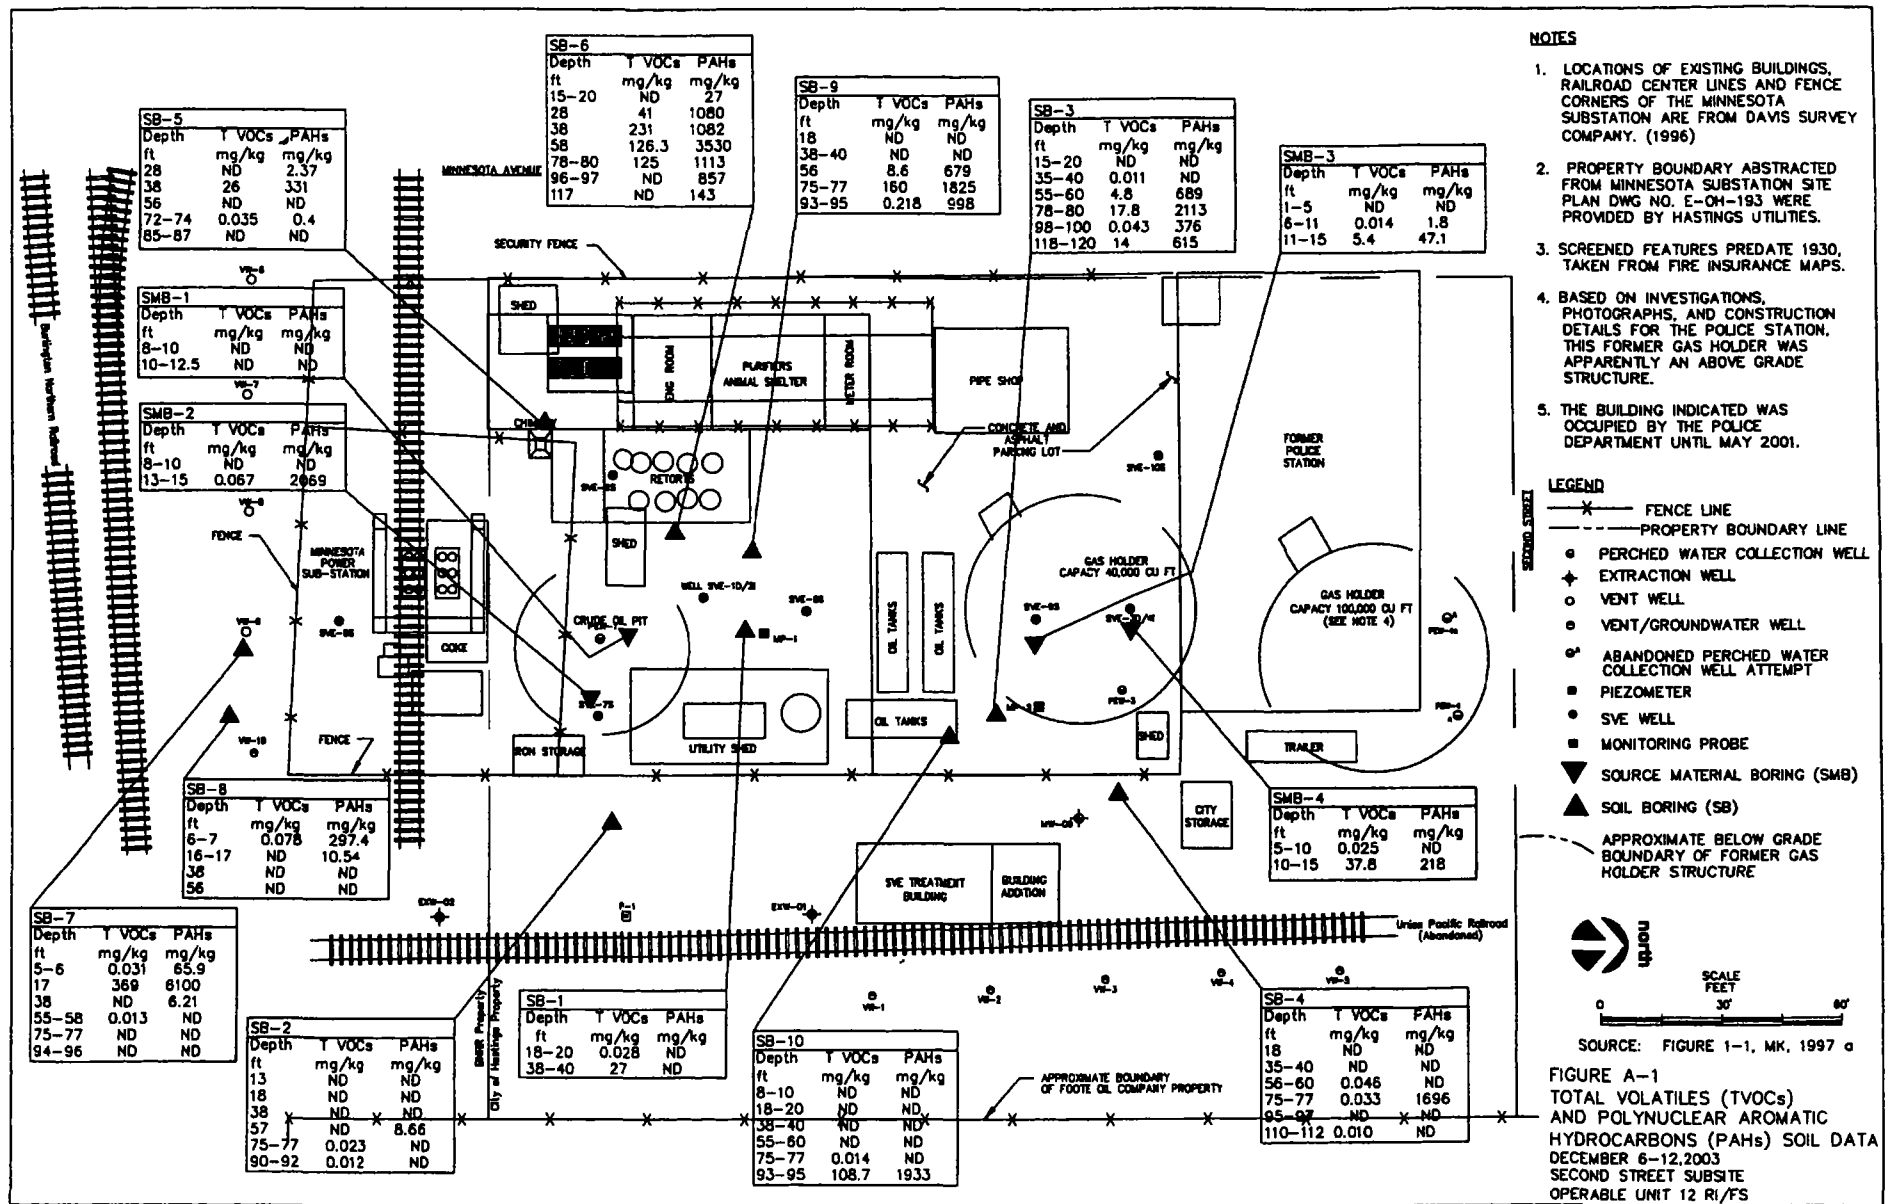 SB-6
Depth T VOCs PAHs
ft mg/kg mg/kg
15-20 ND 27
28 41 1080
38 231 1082
58 126.3 3530
78-80 125 1113
96-97 ND 857
117 ND 143
SB-9
Depth T VOCs PAHs
ft mg/kg mg/kg
18 ND ND
38-40 ND ND
56 8.6 679
75-77 160 1825
93-95 0.218 998
SB-3
Depth T VOCs PAHs
ft mg/kg mg/kg
15-20 ND ND
35-40 0.011 ND
55-60 4.8 689
78-80 17.8 2113
98-100 0.043 376
118-120 14 615
SMB-3
Depth T VOCs PAHs
ft mg/kg mg/kg
1-5 ND ND
6-11 0.014 1.8
11-15 5.4 47.1
SB-5
Depth T VOCs PAHs
ft mg/kg mg/kg
28 ND 2.37
38 26 331
56 ND ND
72-74 0.035 0.4
85-87 ND ND
MINNESOTA AVENUE
SECURITY FENCE
SMB-1
Depth T VOCs PAHs
ft mg/kg mg/kg
8-10 ND ND
10-12.5 ND ND
VW-7
SMB-2
Depth T VOCs PAHs
ft mg/kg mg/kg
8-10 ND ND
13-15 0.067 2069
Burlington Northern Railroad
SHED
ENG ROOM
PURIFIERS
ANIMAL SHELTER
METER ROOM
PIPE SHOP
CONCRETE AND
ASPHALT
PARKING LOT
FORMER
POLICE
STATION
SECOND STREET
CHIMNEY
RETORTS
SVE-10S
SHED
FENCE
MINNESOTA
POWER
SUB-STATION
COKE
WELL SVE-1D/2I
CRUDE OIL PIT
MP-1
OIL TANKS
OIL TANKS
GAS HOLDER
CAPACY 40,000 CU FT
GAS HOLDER
CAPACY 100,000 CU FT
(SEE NOTE 4)
SVE-7S
VW-10
FENCE
IRON STORAGE
UTILITY SHED
OIL TANKS
SHED
TRAILER
SB-8
Depth T VOCs PAHs
ft mg/kg mg/kg
6-7 0.078 297.4
16-17 ND 10.54
38 ND ND
56 ND ND
CITY
STORAGE
SMB-4
Depth T VOCs PAHs
ft mg/kg mg/kg
5-10 0.025 ND
10-15 37.8 218
SVE TREATMENT
BUILDING
BUILDING
ADDITION
EXW-02
P-1
EXW-01
Union Pacific Railroad
(Abandoned)
SB-7
Depth T VOCs PAHs
ft mg/kg mg/kg
5-6 0.031 65.9
17 369 6100
38 ND 6.21
55-58 0.013 ND
75-77 ND ND
94-96 ND ND
VW-1
VW-2
VW-3
VW-4
VW-5
BNRR Property
City of Hastings Property
SB-2
Depth T VOCs PAHs
ft mg/kg mg/kg
13 ND ND
18 ND ND
38 ND ND
57 ND 8.66
75-77 0.023 ND
90-92 0.012 ND
SB-1
Depth T VOCs PAHs
ft mg/kg mg/kg
18-20 0.028 ND
38-40 27 ND
SB-10
Depth T VOCs PAHs
ft mg/kg mg/kg
8-10 ND ND
18-20 ND ND
38-40 ND ND
55-60 ND ND
75-77 0.014 ND
93-95 108.7 1933
APPROXIMATE BOUNDARY
OF FOOTE OIL COMPANY PROPERTY
SB-4
Depth T VOCs PAHs
ft mg/kg mg/kg
18 ND ND
35-40 ND ND
56-60 0.046 ND
75-77 0.033 1696
95-97 ND ND
110-112 0.010 ND
NOTES
1. LOCATIONS OF EXISTING BUILDINGS,
RAILROAD CENTER LINES AND FENCE
CORNERS OF THE MINNESOTA
SUBSTATION ARE FROM DAVIS SURVEY
COMPANY. (1996)
2. PROPERTY BOUNDARY ABSTRACTED
FROM MINNESOTA SUBSTATION SITE
PLAN DWG NO. E-OH-193 WERE
PROVIDED BY HASTINGS UTILITIES.
3. SCREENED FEATURES PREDATE 1930,
TAKEN FROM FIRE INSURANCE MAPS.
4. BASED ON INVESTIGATIONS,
PHOTOGRAPHS, AND CONSTRUCTION
DETAILS FOR THE POLICE STATION,
THIS FORMER GAS HOLDER WAS
APPARENTLY AN ABOVE GRADE
STRUCTURE.
5. THE BUILDING INDICATED WAS
OCCUPIED BY THE POLICE
DEPARTMENT UNTIL MAY 2001.
LEGEND
FENCE LINE
PROPERTY BOUNDARY LINE
PERCHED WATER COLLECTION WELL
EXTRACTION WELL
VENT WELL
VENT/GROUNDWATER WELL
ABANDONED PERCHED WATER
COLLECTION WELL ATTEMPT
PIEZOMETER
SVE WELL
MONITORING PROBE
SOURCE MATERIAL BORING (SMB)
SOIL BORING (SB)
APPROXIMATE BELOW GRADE
BOUNDARY OF FORMER GAS
HOLDER STRUCTURE
north
SCALE
FEET
0 30' 60'
SOURCE: FIGURE 1-1, MK, 1997 a
FIGURE A-1
TOTAL VOLATILES (TVOCs)
AND POLYNUCLEAR AROMATIC
HYDROCARBONS (PAHs) SOIL DATA
DECEMBER 6-12,2003
SECOND STREET SUBSITE
OPERABLE UNIT 12 RI/FS